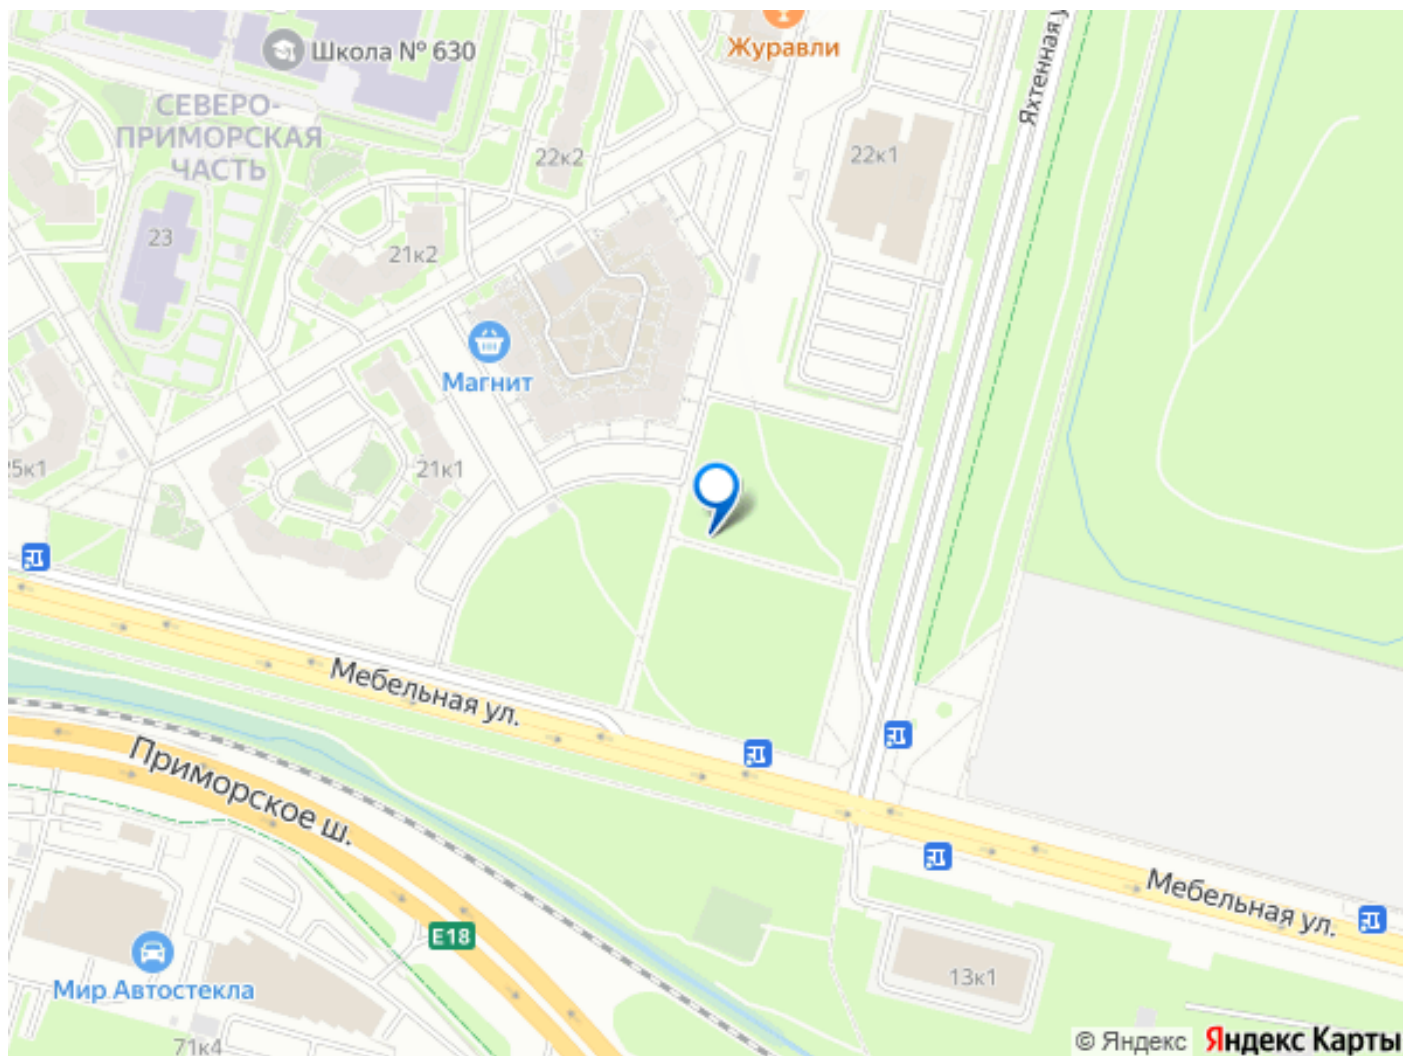 Школа № 630
Журавли
Яхтенная у
СЕВЕРО-
ПРИМОРСКАЯ
ЧАСТЬ
22к2
22к1
23
21к2
Магнит
25к1
21к1
Мебельная ул.
Приморское ш.
Мебельная ул.
E18
13к1
Мир Автостекла
71к4
© Яндекс Яндекс Карты